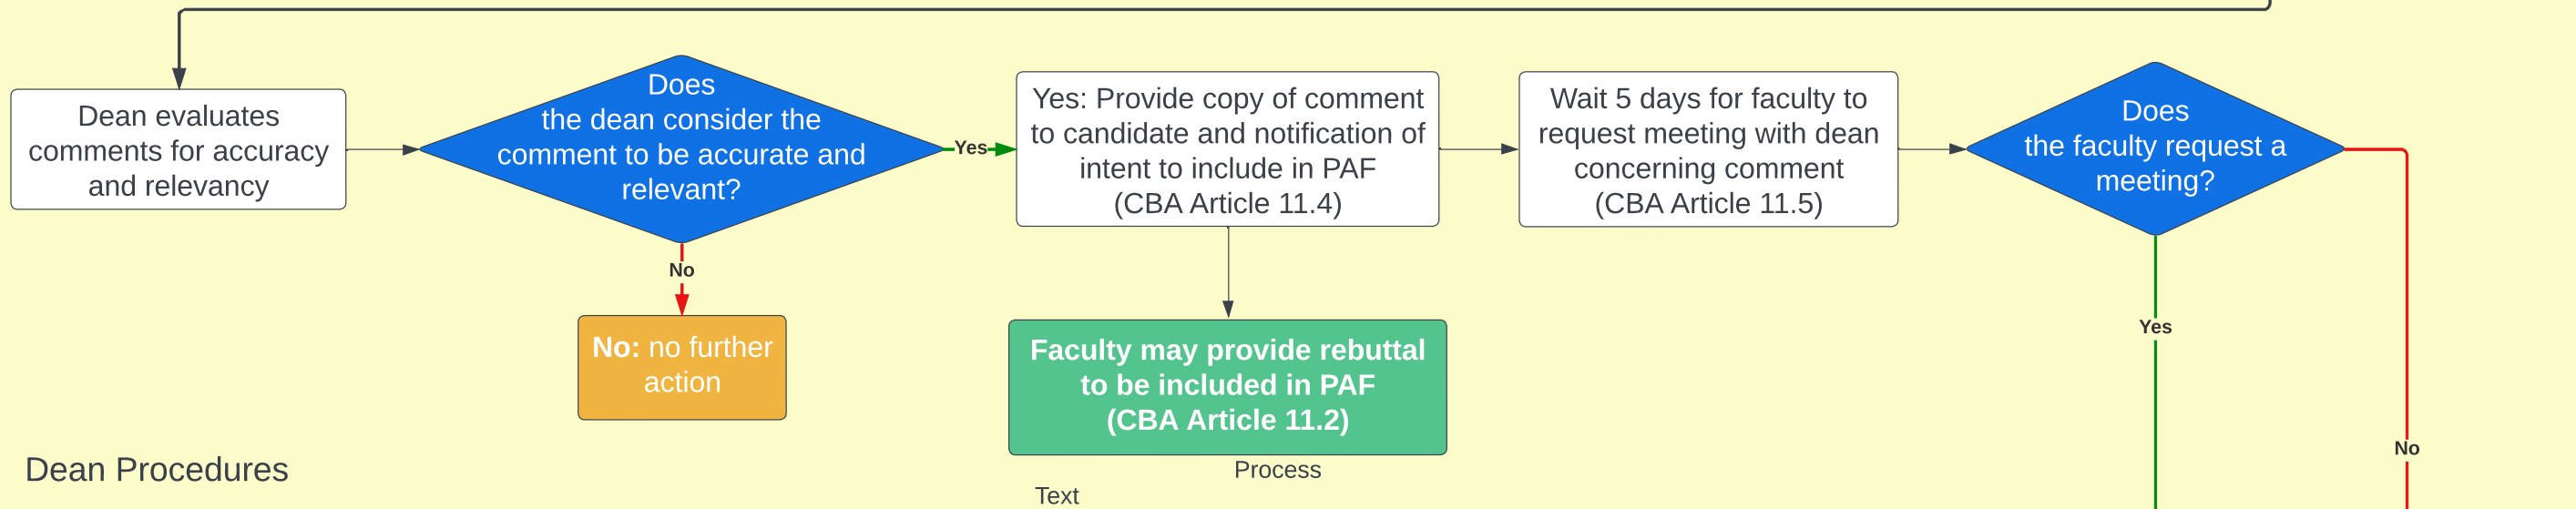 Dean evaluates
comments for accuracy
and relevancy
Does
the dean consider the
comment to be accurate and
relevant?
Yes
No
No: no further
action
Yes: Provide copy of comment
to candidate and notification of
intent to include in PAF
(CBA Article 11.4)
Faculty may provide rebuttal
to be included in PAF
(CBA Article 11.2)
Wait 5 days for faculty to
request meeting with dean
concerning comment
(CBA Article 11.5)
Does
the faculty request a
meeting?
Yes
No
Dean Procedures
Process
Text